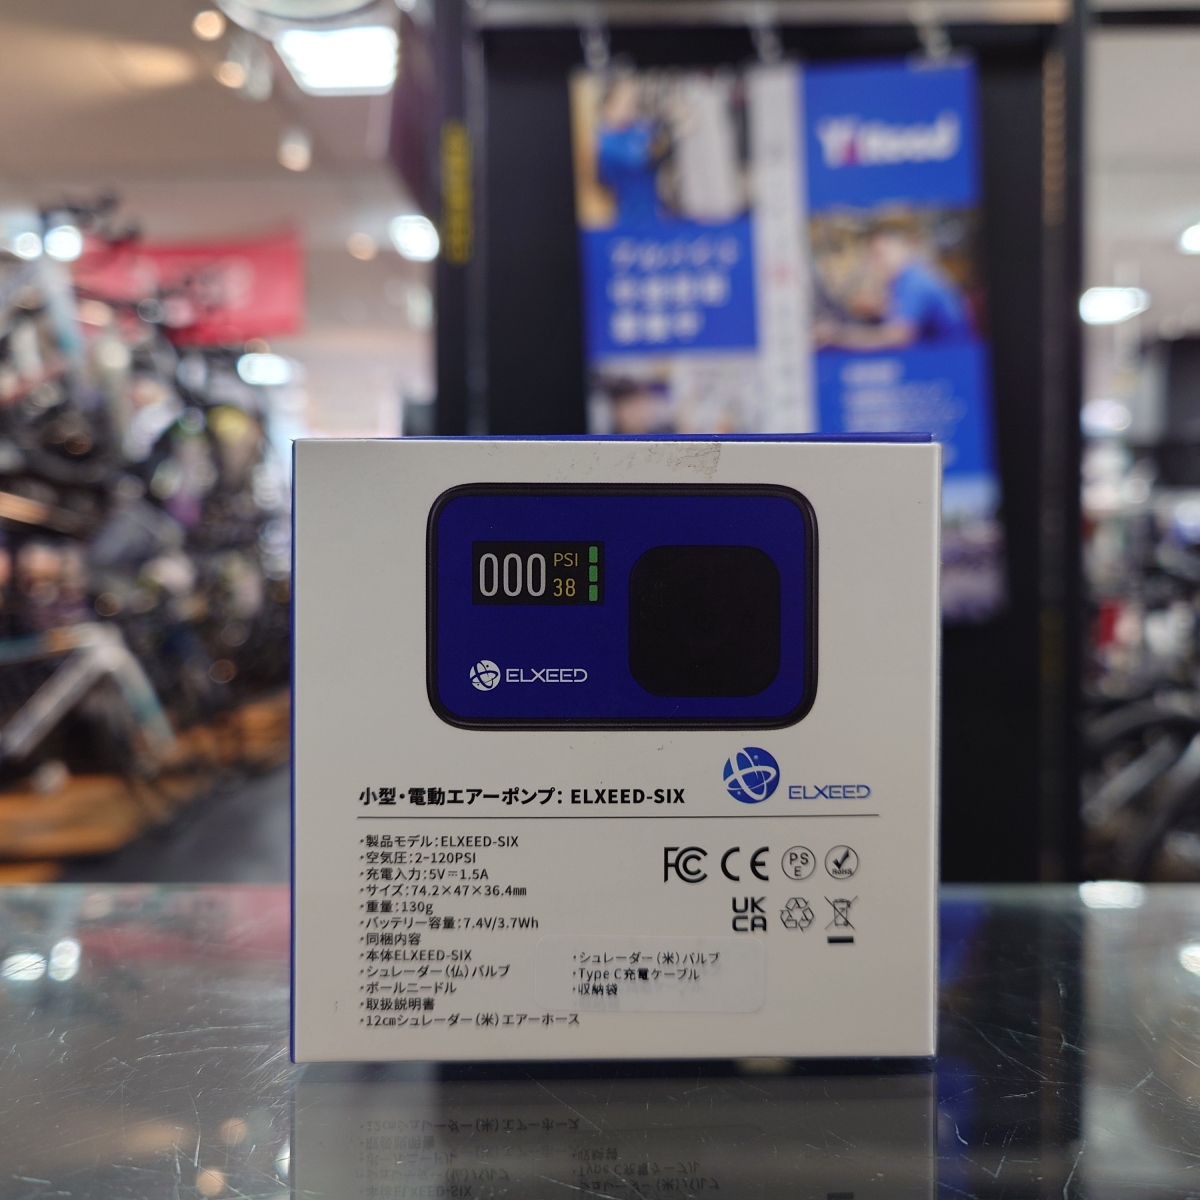 Y's Road
アルバイト
000 PSI
38
ELXEED
ELXEED
小型・電動エアーポンプ: ELXEED-SIX
・製品モデル:ELXEED-SIX
・空気圧:2-120PSI
・充電入力:5V⎓1.5A
・サイズ:74.2×47×36.4mm
・重量:130g
・バッテリー容量:7.4V/3.7Wh
・同梱内容
・本体ELXEED-SIX
・シュレーダー(仏)バルブ
・ボールニードル
・取扱説明書
・12cmシュレーダー(米)エアーホース
・シュレーダー(米)バルブ
・Type C充電ケーブル
・収納袋
FC CE PSE RoHS
UK
CA